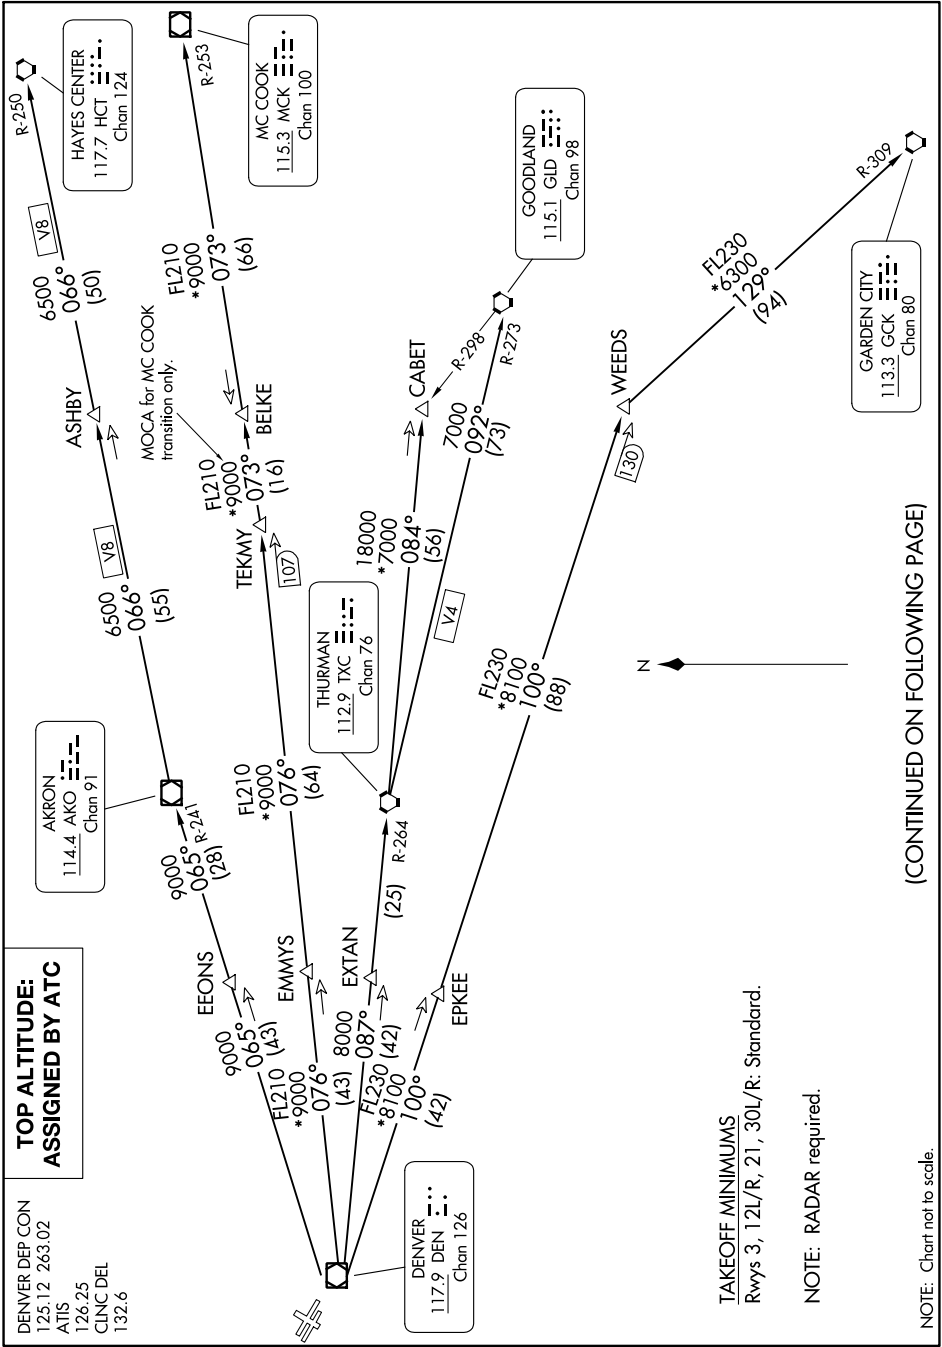 DENVER DEP CON
125.12 263.02
ATIS
126.25
CLNC DEL
132.6
TOP ALTITUDE:
ASSIGNED BY ATC
AKRON
114.4 AKO
Chan 91
HAYES CENTER
117.7 HCT
Chan 124
R-250
MC COOK
115.3 MCK
Chan 100
R-253
EEONS
9000
065°
(43)
9000
065°
(28)
R-241
6500
066°
(55)
V8
ASHBY
6500
066°
(50)
V8
MOCA for MC COOK
transition only.
FL210
*9000
076°
(43)
EMMYS
FL210
*9000
076°
(64)
TEKMY
107
FL210
*9000
073°
(16)
BELKE
FL210
*9000
073°
(66)
8000
087°
(42)
EXTAN
(25)
R-264
THURMAN
112.9 TXC
Chan 76
18000
*7000
084°
(56)
CABET
R-298
7000
092°
(73)
V4
R-273
GOODLAND
115.1 GLD
Chan 98
FL230
*8100
100°
(42)
EPKEE
FL230
*8100
100°
(88)
130
WEEDS
FL230
*6300
129°
(94)
R-309
GARDEN CITY
113.3 GCK
Chan 80
DENVER
117.9 DEN
Chan 126
N
TAKEOFF MINIMUMS
Rwys 3, 12L/R, 21, 30L/R: Standard.
NOTE: RADAR required.
(CONTINUED ON FOLLOWING PAGE)
NOTE: Chart not to scale.